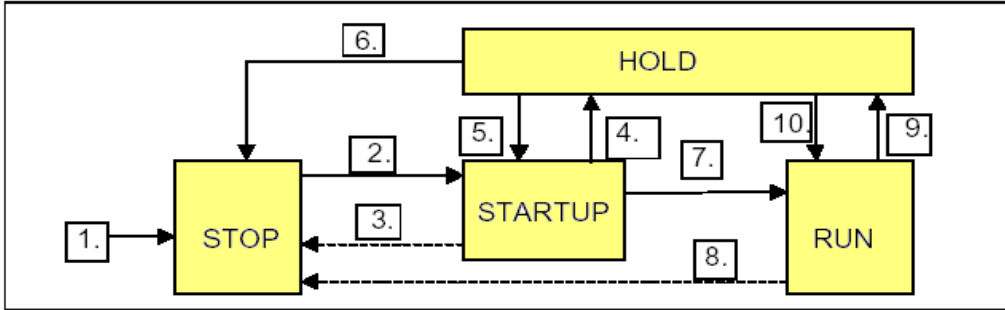 6.
HOLD
5.
4.
10.
9.
2.
7.
STARTUP
3.
1.
STOP
RUN
8.